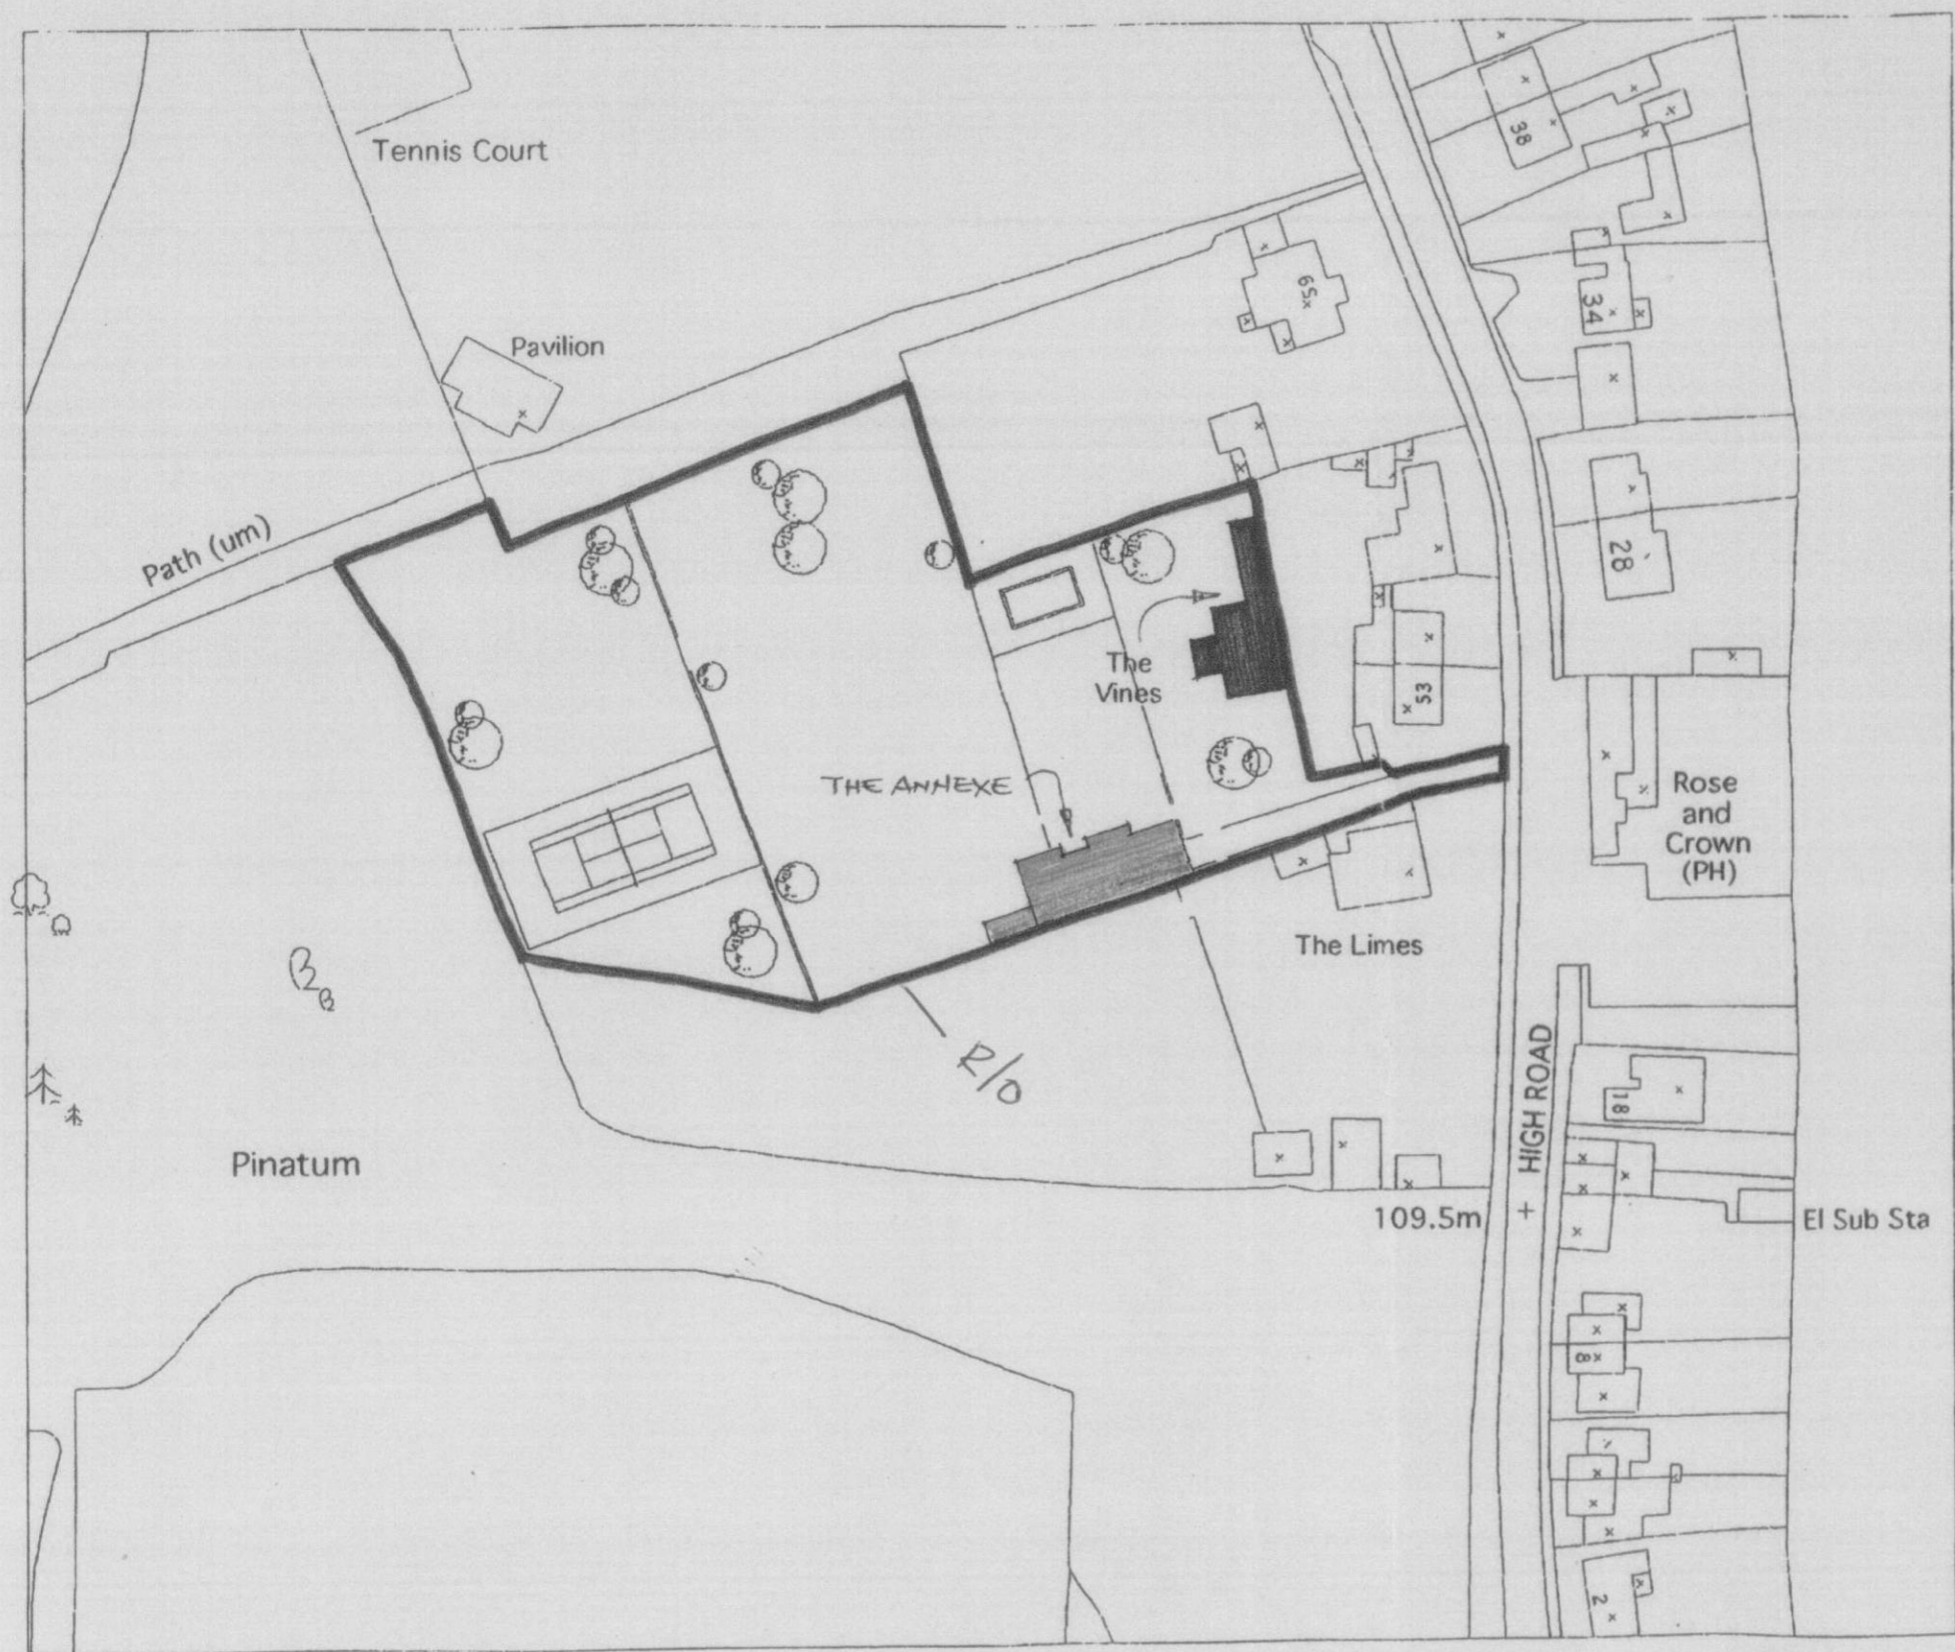 Tennis Court
38
65
34
Pavilion
28
Path (um)
The
Vines
53
THE ANNEXE
Rose
and
Crown
(PH)
The Limes
R/O
HIGH ROAD
18
Pinatum
109.5m
El Sub Sta
8
2